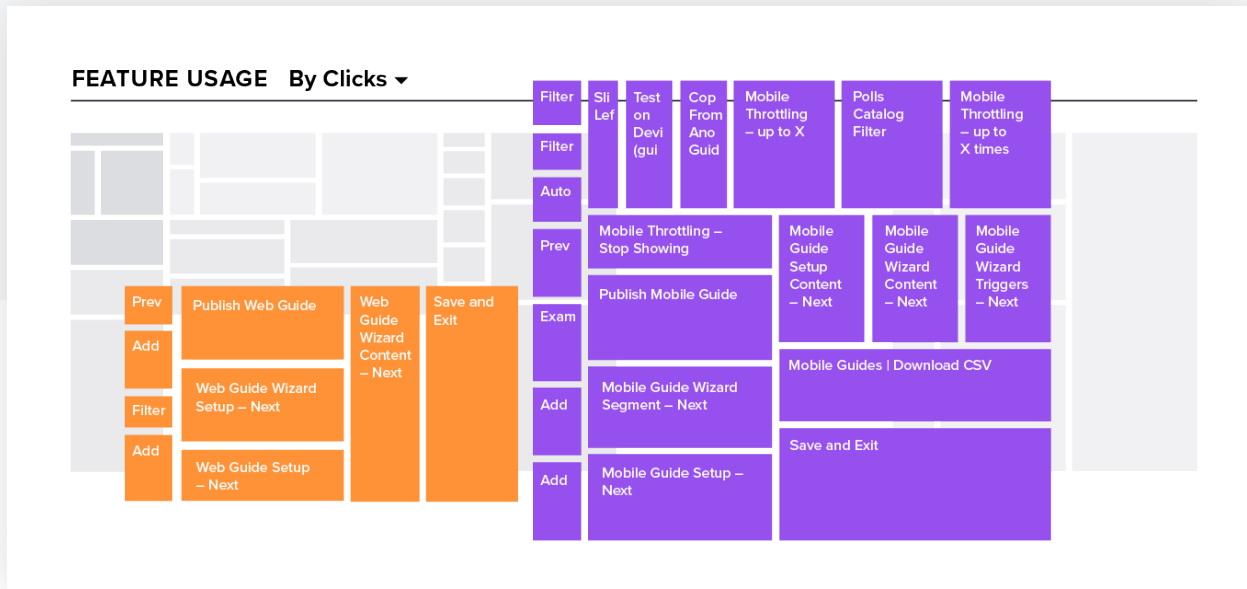 FEATURE USAGE By Clicks
Prev
Add
Filter
Add
Publish Web Guide
Web Guide Wizard
Setup – Next
Web Guide Setup
– Next
Web
Guide
Wizard
Content
– Next
Save and
Exit
Filter
Filter
Auto
Prev
Exam
Add
Add
Sli
Lef
Test
on
Devi
(gui
Cop
From
Ano
Guid
Mobile
Throttling
– up to X
Polls
Catalog
Filter
Mobile
Throttling
– up to
X times
Mobile Throttling –
Stop Showing
Publish Mobile Guide
Mobile Guide Wizard
Segment – Next
Mobile Guide Setup –
Next
Mobile
Guide
Setup
Content
– Next
Mobile
Guide
Wizard
Content
– Next
Mobile
Guide
Wizard
Triggers
– Next
Mobile Guides | Download CSV
Save and Exit